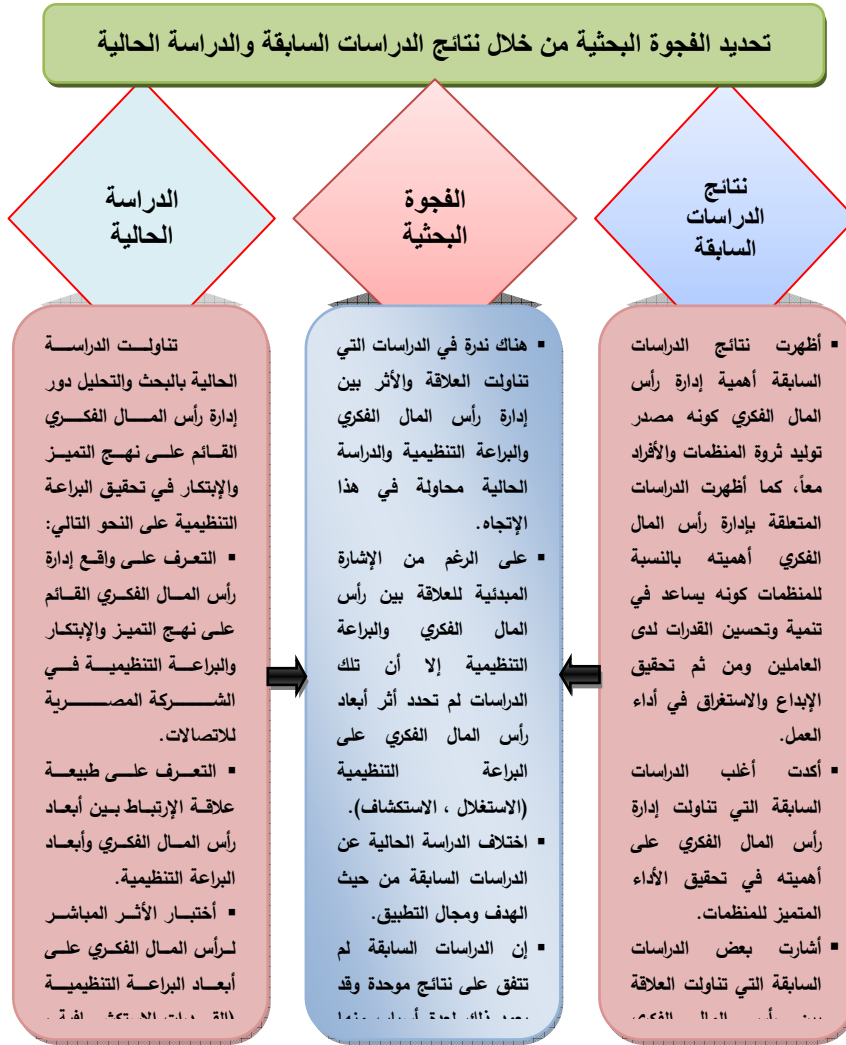 تحديد الفجوة البحثية من خلال نتائج الدراسات السابقة والدراسة الحالية
نتائج
الدراسات
السابقة
▪ أظهرت نتائج الدراسات
السابقة أهمية إدارة رأس
المال الفكري كونه مصدر
توليد ثروة المنظمات والأفراد
معاً، كما أظهرت الدراسات
المتعلقة بإدارة رأس المال
الفكري أهميته بالنسبة
للمنظمات كونه يساعد في
تنمية وتحسين القدرات لدى
العاملين ومن ثم تحقيق
الإبداع والاستغراق في أداء
العمل.
▪ أكدت أغلب الدراسات
السابقة التي تناولت إدارة
رأس المال الفكري على
أهميته في تحقيق الأداء
المتميز للمنظمات.
▪ أشارت بعض الدراسات
السابقة التي تناولت العلاقة
بين رأس المال الفكري
الفجوة
البحثية
▪ هناك ندرة في الدراسات التي
تناولت العلاقة والأثر بين
إدارة رأس المال الفكري
والبراعة التنظيمية والدراسة
الحالية محاولة في هذا
الإتجاه.
▪ على الرغم من الإشارة
المبدئية للعلاقة بين رأس
المال الفكري والبراعة
التنظيمية إلا أن تلك
الدراسات لم تحدد أثر أبعاد
رأس المال الفكري على
البراعة التنظيمية
(الاستغلال ، الاستكشاف).
▪ اختلاف الدراسة الحالية عن
الدراسات السابقة من حيث
الهدف ومجال التطبيق.
▪ إن الدراسات السابقة لم
تتفق على نتائج موحدة وقد
يعود ذلك لعدة أسباب منها
الدراسة
الحالية
تناولت الدراسة
الحالية بالبحث والتحليل دور
إدارة رأس المال الفكري
القائم على نهج التميز
والإبتكار في تحقيق البراعة
التنظيمية على النحو التالي:
▪ التعرف على واقع إدارة
رأس المال الفكري القائم
على نهج التميز والإبتكار
والبراعة التنظيمية في
الشركة المصرية
للاتصالات.
▪ التعرف على طبيعة
علاقة الإرتباط بين أبعاد
رأس المال الفكري وأبعاد
البراعة التنظيمية.
▪ أختبار الأثر المباشر
لرأس المال الفكري على
أبعاد البراعة التنظيمية
(القدرات الاستكشافية ،